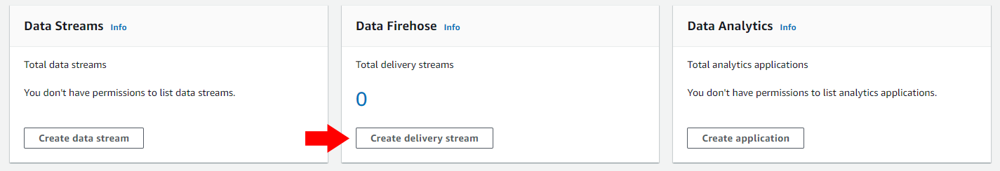 Data Streams Info
Total data streams
You don't have permissions to list data streams.
Create data stream
Data Firehose Info
Total delivery streams
0
Create delivery stream
Data Analytics Info
Total analytics applications
You don't have permissions to list analytics applications.
Create application